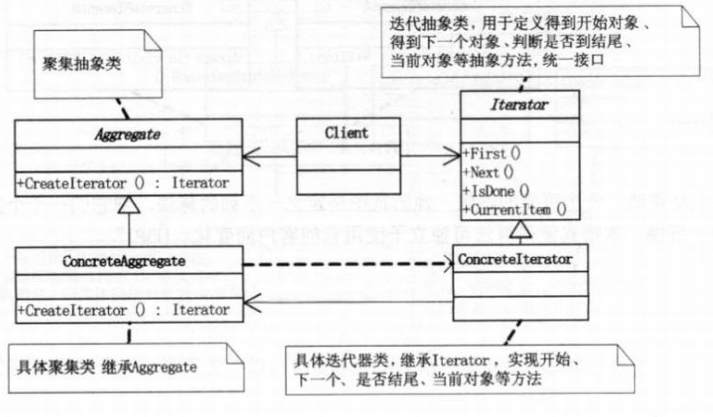 迭代抽象类，用于定义得到开始对象、
得到下一个对象、判断是否到结尾、
当前对象等抽象方法，统一接口
聚集抽象类
Aggregate
+CreateIterator () : Iterator
Client
Iterator
+First()
+Next()
+IsDone()
+CurrentItem()
ConcreteAggregate
+CreateIterator () : Iterator
ConcreteIterator
具体聚集类 继承Aggregate
具体迭代器类，继承Iterator，实现开始、
下一个、是否结尾、当前对象等方法